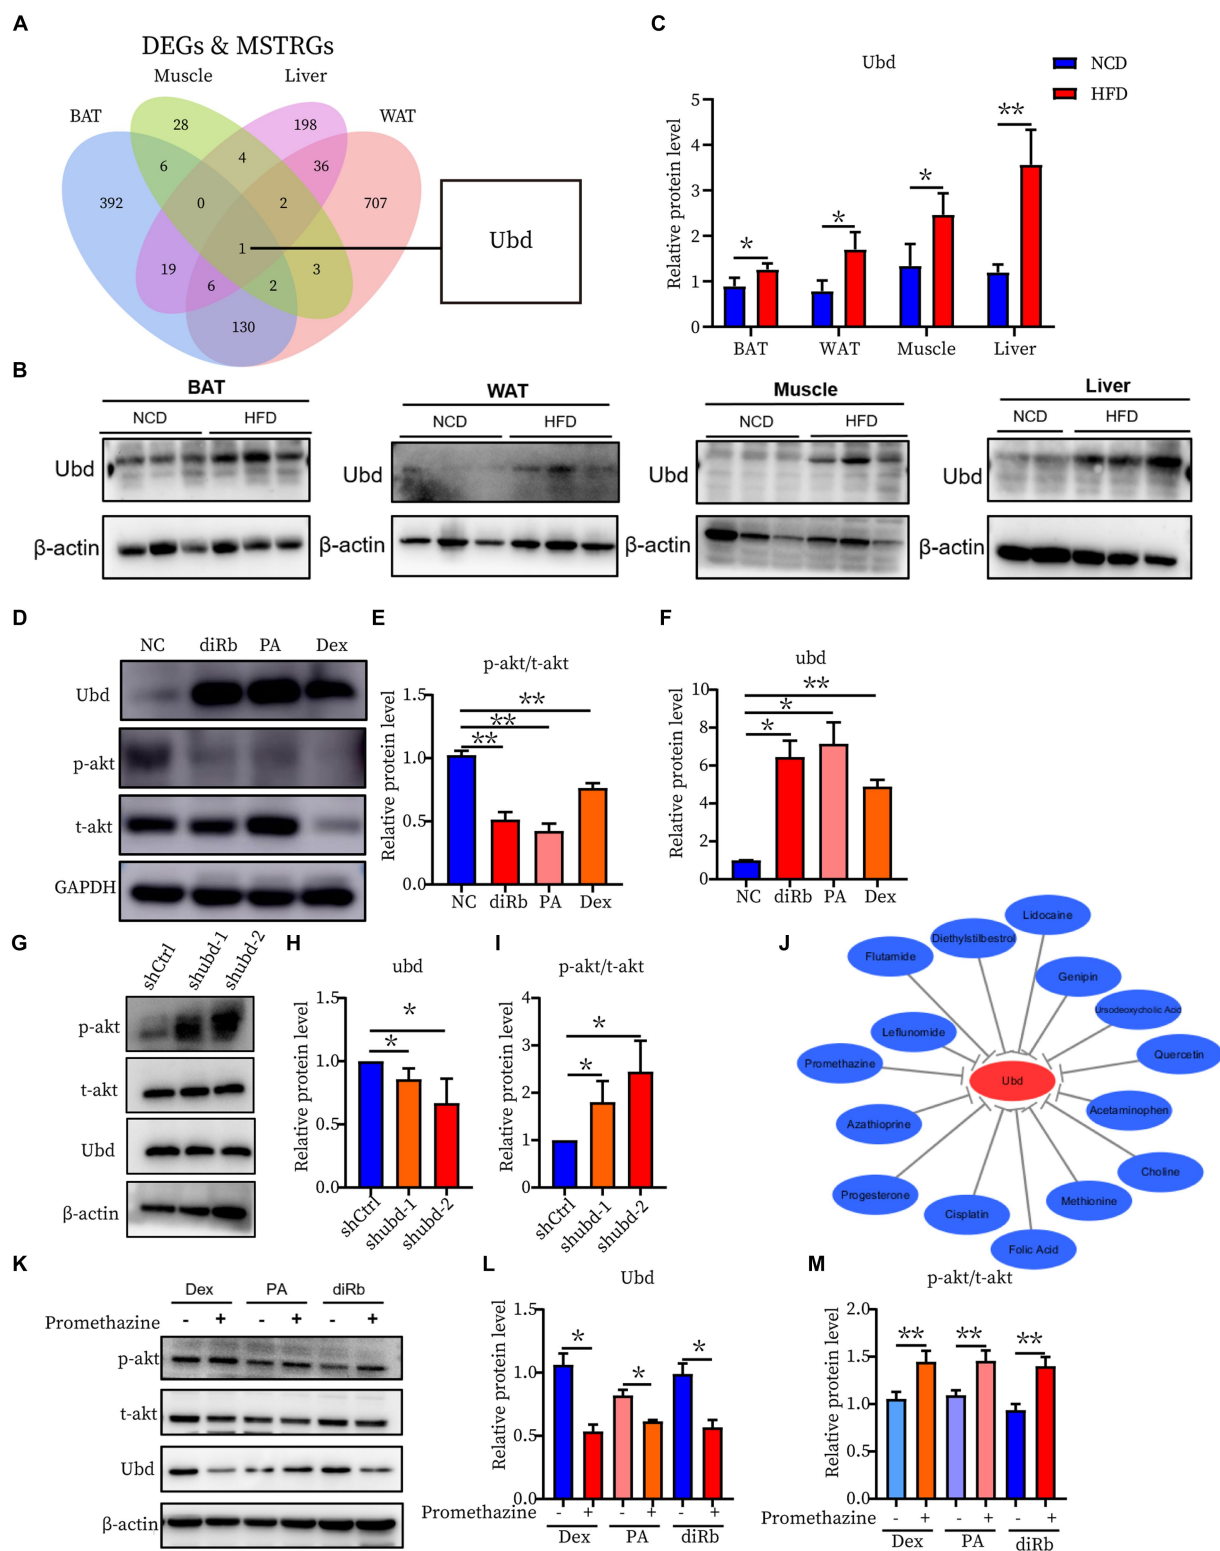 A
DEGs & MSTRGs
Muscle
Liver
BAT
WAT
28
198
6
4
36
392
0
2
707
1
19
6
2
3
130
Ubd
C
Ubd
NCD
HFD
Relative protein level
5
4
3
2
1
0
*
*
*
**
BAT
WAT
Muscle
Liver
B
BAT
NCD
HFD
Ubd
β-actin
WAT
NCD
HFD
Ubd
β-actin
Muscle
NCD
HFD
Ubd
β-actin
Liver
NCD
HFD
Ubd
β-actin
D
NC
diRb
PA
Dex
Ubd
p-akt
t-akt
GAPDH
E
p-akt/t-akt
Relative protein level
1.5
1.0
0.5
0.0
**
**
**
NC
diRb
PA
Dex
F
ubd
Relative protein level
10
8
6
4
2
0
**
*
*
NC
diRb
PA
Dex
G
shCtrl
shubd-1
shubd-2
p-akt
t-akt
Ubd
β-actin
H
ubd
Relative protein level
1.5
1.0
0.5
0.0
*
*
shCtrl
shubd-1
shubd-2
I
p-akt/t-akt
Relative protein level
4
3
2
1
0
*
*
shCtrl
shubd-1
shubd-2
J
Lidocaine
Diethylstilbestrol
Flutamide
Genipin
Ursodeoxycholic Acid
Leflunomide
Quercetin
Promethazine
Ubd
Acetaminophen
Azathioprine
Choline
Progesterone
Methionine
Cisplatin
Folic Acid
K
Dex
PA
diRb
Promethazine
- + - + - +
p-akt
t-akt
Ubd
β-actin
L
Ubd
Relative protein level
1.5
1.0
0.5
0.0
*
*
*
Promethazine
- + - + - +
Dex
PA
diRb
M
p-akt/t-akt
Relative protein level
2.0
1.5
1.0
0.5
0.0
**
**
**
Promethazine
- + - + - +
Dex
PA
diRb